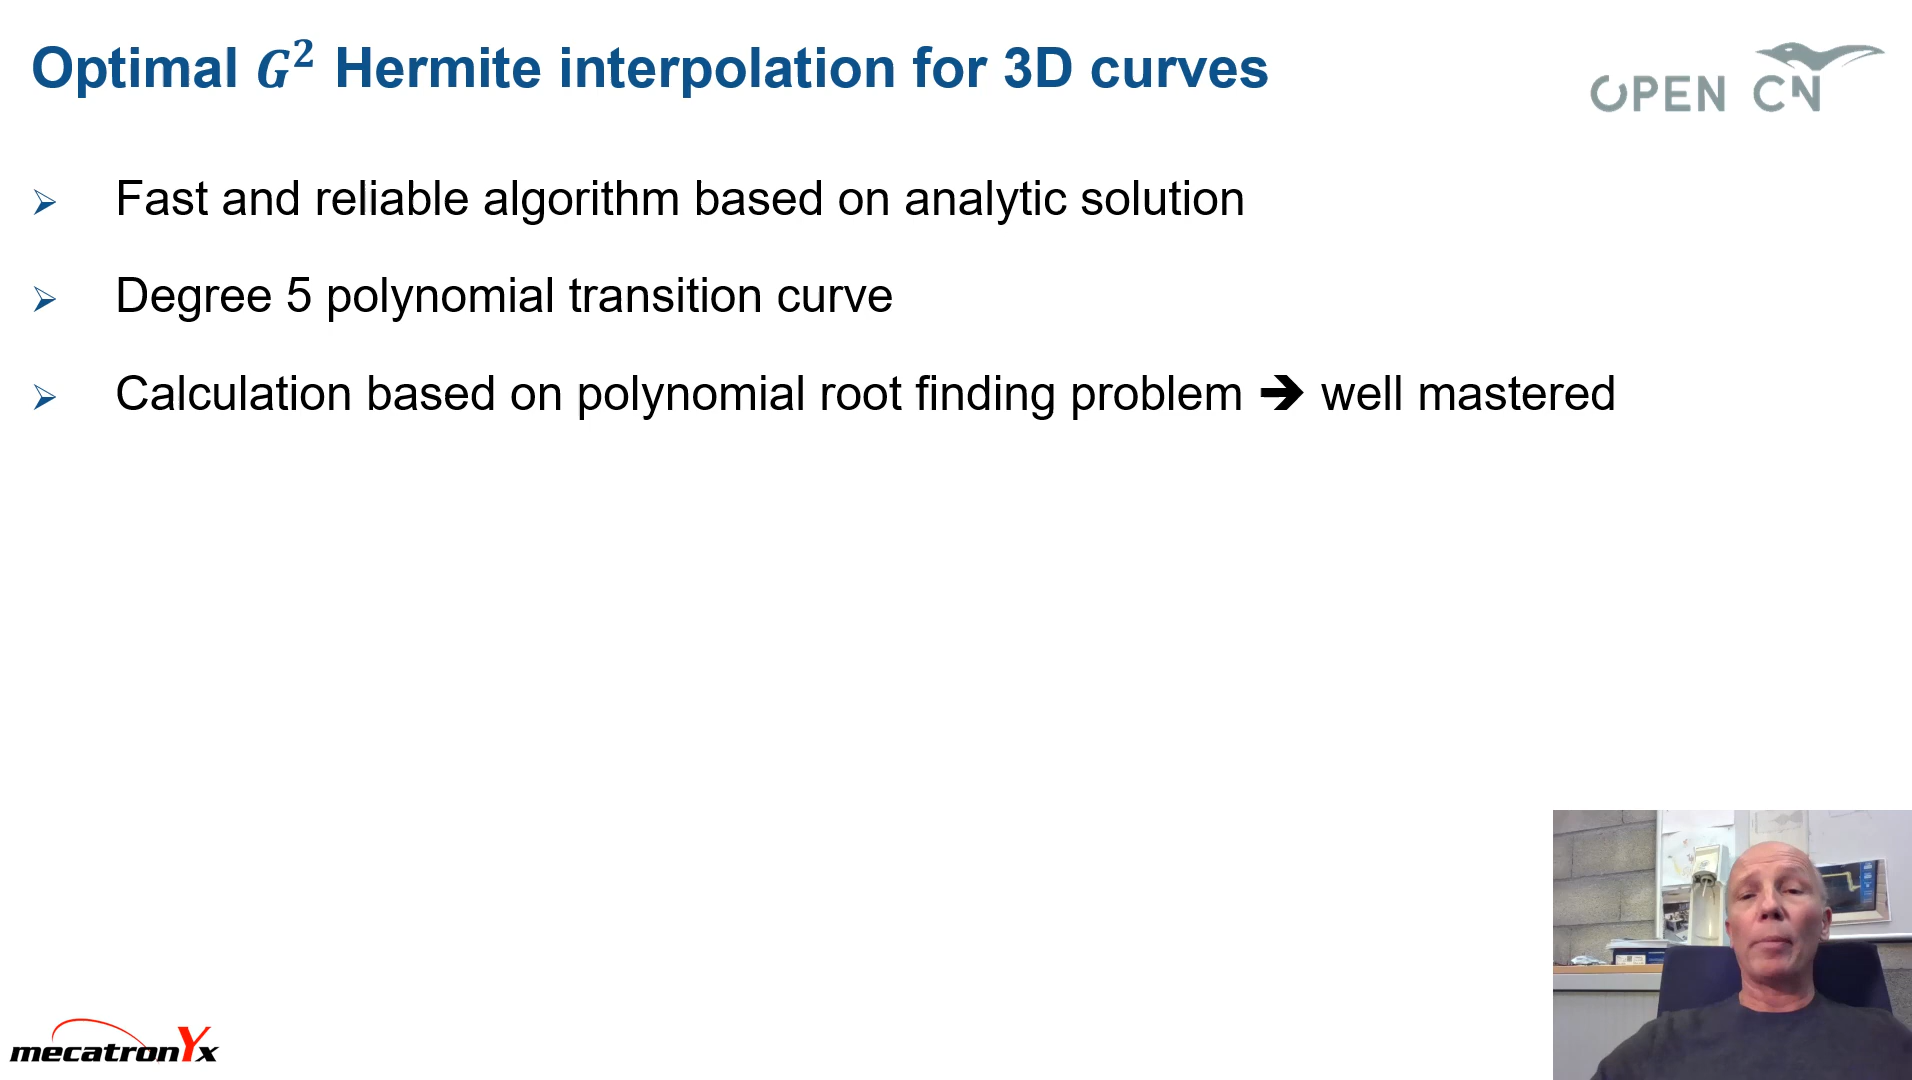 Optimal G² Hermite interpolation for 3D curves
OPEN CN
➢ Fast and reliable algorithm based on analytic solution
➢ Degree 5 polynomial transition curve
➢ Calculation based on polynomial root finding problem ➔ well mastered
mecatronYx